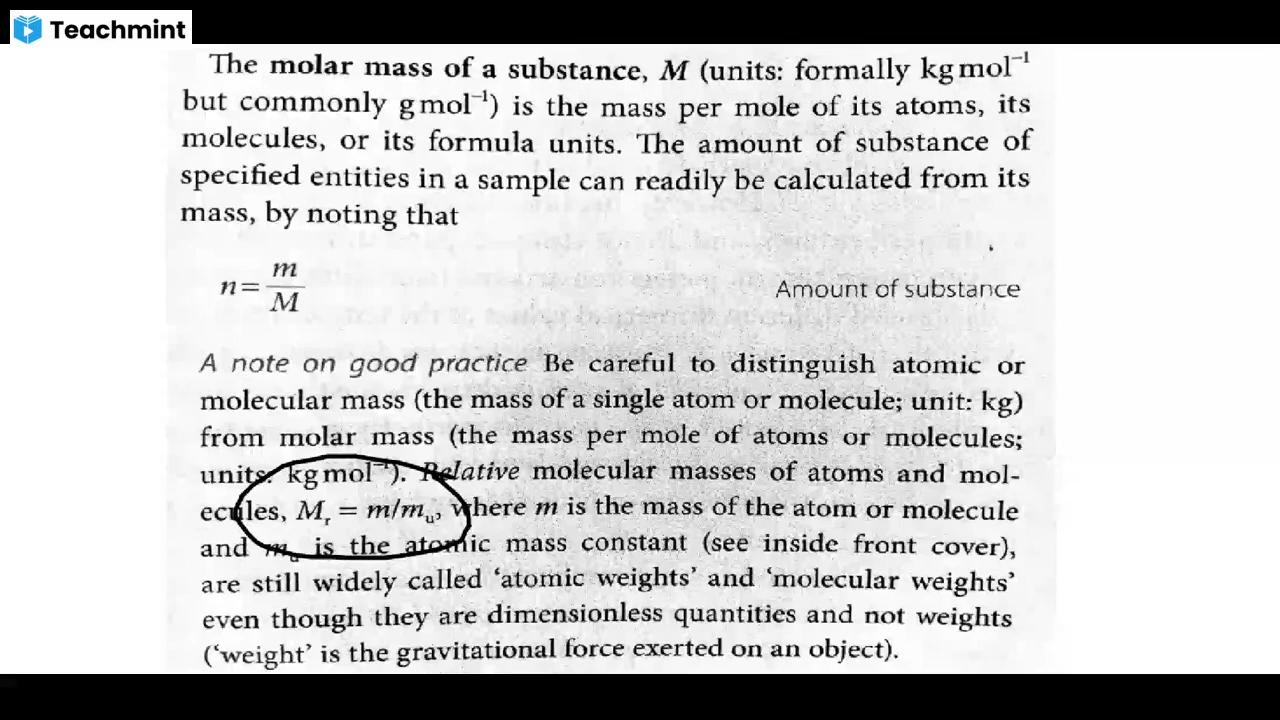 Teachmint
The molar mass of a substance, M (units: formally kg mol⁻¹
but commonly g mol⁻¹) is the mass per mole of its atoms, its
molecules, or its formula units. The amount of substance of
specified entities in a sample can readily be calculated from its
mass, by noting that
n = m/M Amount of substance
A note on good practice Be careful to distinguish atomic or
molecular mass (the mass of a single atom or molecule; unit: kg)
from molar mass (the mass per mole of atoms or molecules;
units: kg mol⁻¹). Relative molecular masses of atoms and mol-
ecules, Mᵣ = m/mᵤ, where m is the mass of the atom or molecule
and mᵤ is the atomic mass constant (see inside front cover),
are still widely called ‘atomic weights’ and ‘molecular weights’
even though they are dimensionless quantities and not weights
(‘weight’ is the gravitational force exerted on an object).